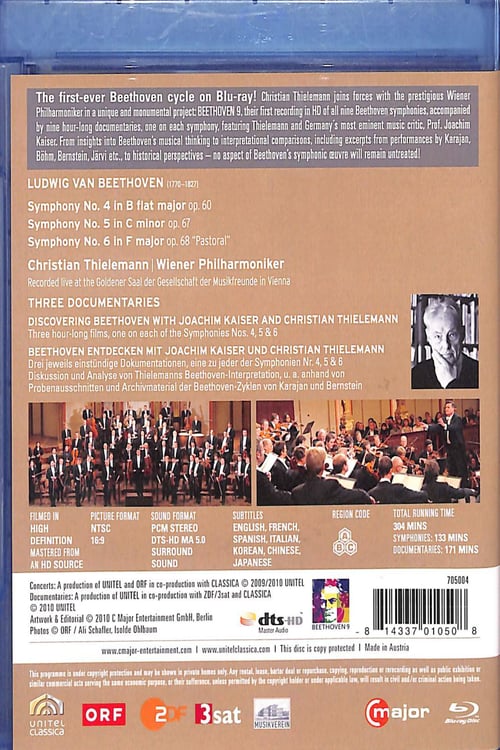 The first-ever Beethoven cycle on Blu-ray! Christian Thielemann joins forces with the prestigious Wiener
Philharmoniker in a unique and monumental project: BEETHOVEN 9, their first recording in HD of all nine Beethoven symphonies, accompanied
by nine hour-long documentaries, one on each symphony, featuring Thielemann and Germany's most eminent music critic, Prof. Joachim
Kaiser. From insights into Beethoven's musical thinking to interpretational comparisons, including excerpts from performances by Karajan,
Böhm, Bernstein, Järvi etc., to historical perspectives – no aspect of Beethoven's symphonic œuvre will remain untreated!
LUDWIG VAN BEETHOVEN (1770–1827)
Symphony No. 4 in B flat major op. 60
Symphony No. 5 in C minor op. 67
Symphony No. 6 in F major op. 68 "Pastoral"
Christian Thielemann | Wiener Philharmoniker
Recorded live at the Goldener Saal der Gesellschaft der Musikfreunde in Vienna
THREE DOCUMENTARIES
DISCOVERING BEETHOVEN WITH JOACHIM KAISER AND CHRISTIAN THIELEMANN
Three hour-long films, one on each of the Symphonies Nos. 4, 5 & 6
BEETHOVEN ENTDECKEN MIT JOACHIM KAISER UND CHRISTIAN THIELEMANN
Drei jeweils einstündige Dokumentationen, eine zu jeder der Symphonien Nr. 4, 5 & 6
Diskussion und Analyse von Thielemanns Beethoven-Interpretation, u. a. anhand von
Probenausschnitten und Archivmaterial der Beethoven-Zyklen von Karajan und Bernstein
FILMED IN
HIGH
DEFINITION
MASTERED FROM
AN HD SOURCE
PICTURE FORMAT
NTSC
16:9
SOUND FORMAT
PCM STEREO
DTS-HD MA 5.0
SURROUND
SOUND
SUBTITLES
ENGLISH, FRENCH,
SPANISH, ITALIAN,
KOREAN, CHINESE,
JAPANESE
REGION CODE
A B C
TOTAL RUNNING TIME
304 MINS
SYMPHONIES: 133 MINS
DOCUMENTARIES: 171 MINS
Concerts: A production of UNITEL and ORF in co-production with CLASSICA © 2009/2010 UNITEL
Documentaries: A production of UNITEL in co-production with ZDF/3sat and CLASSICA
© 2010 UNITEL
Artwork & Editorial © 2010 C Major Entertainment GmbH, Berlin
Photos © ORF / Ali Schafler, Isolde Ohlbaum
dts-HD
Master Audio
BEETHOVEN 9
705004
8 14337 01050 8
www.cmajor-entertainment.com | www.unitelclassica.com | This disc is copy protected | Made in Austria
This programme is under copyright protection and may be shown in private homes only. Any rental, lease, barter deal or repurchase, copying, reproduction or rerecording as well as public exhibition or
similar commercial acts serving the same economic purpose, or their sufferance, unless permitted by the copyright holder or under applicable law, will result in civil and/or criminal action being taken.
UNITEL
CLASSICA
ORF
ZDF
3sat
MUSIKVEREIN
C major
Blu-ray Disc